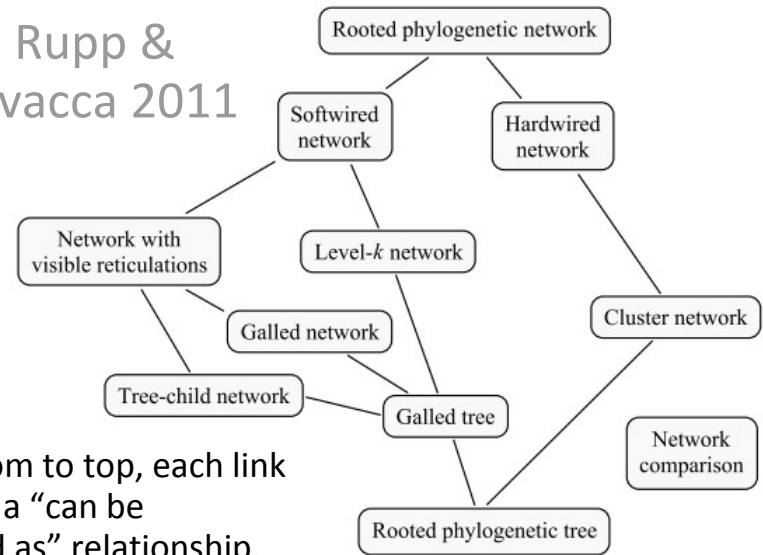 Rupp &
vacca 2011
Rooted phylogenetic network
Softwired
network
Hardwired
network
Network with
visible reticulations
Level-k network
Galled network
Cluster network
Tree-child network
Galled tree
Network
comparison
Rooted phylogenetic tree
om to top, each link
a “can be
d as” relationship